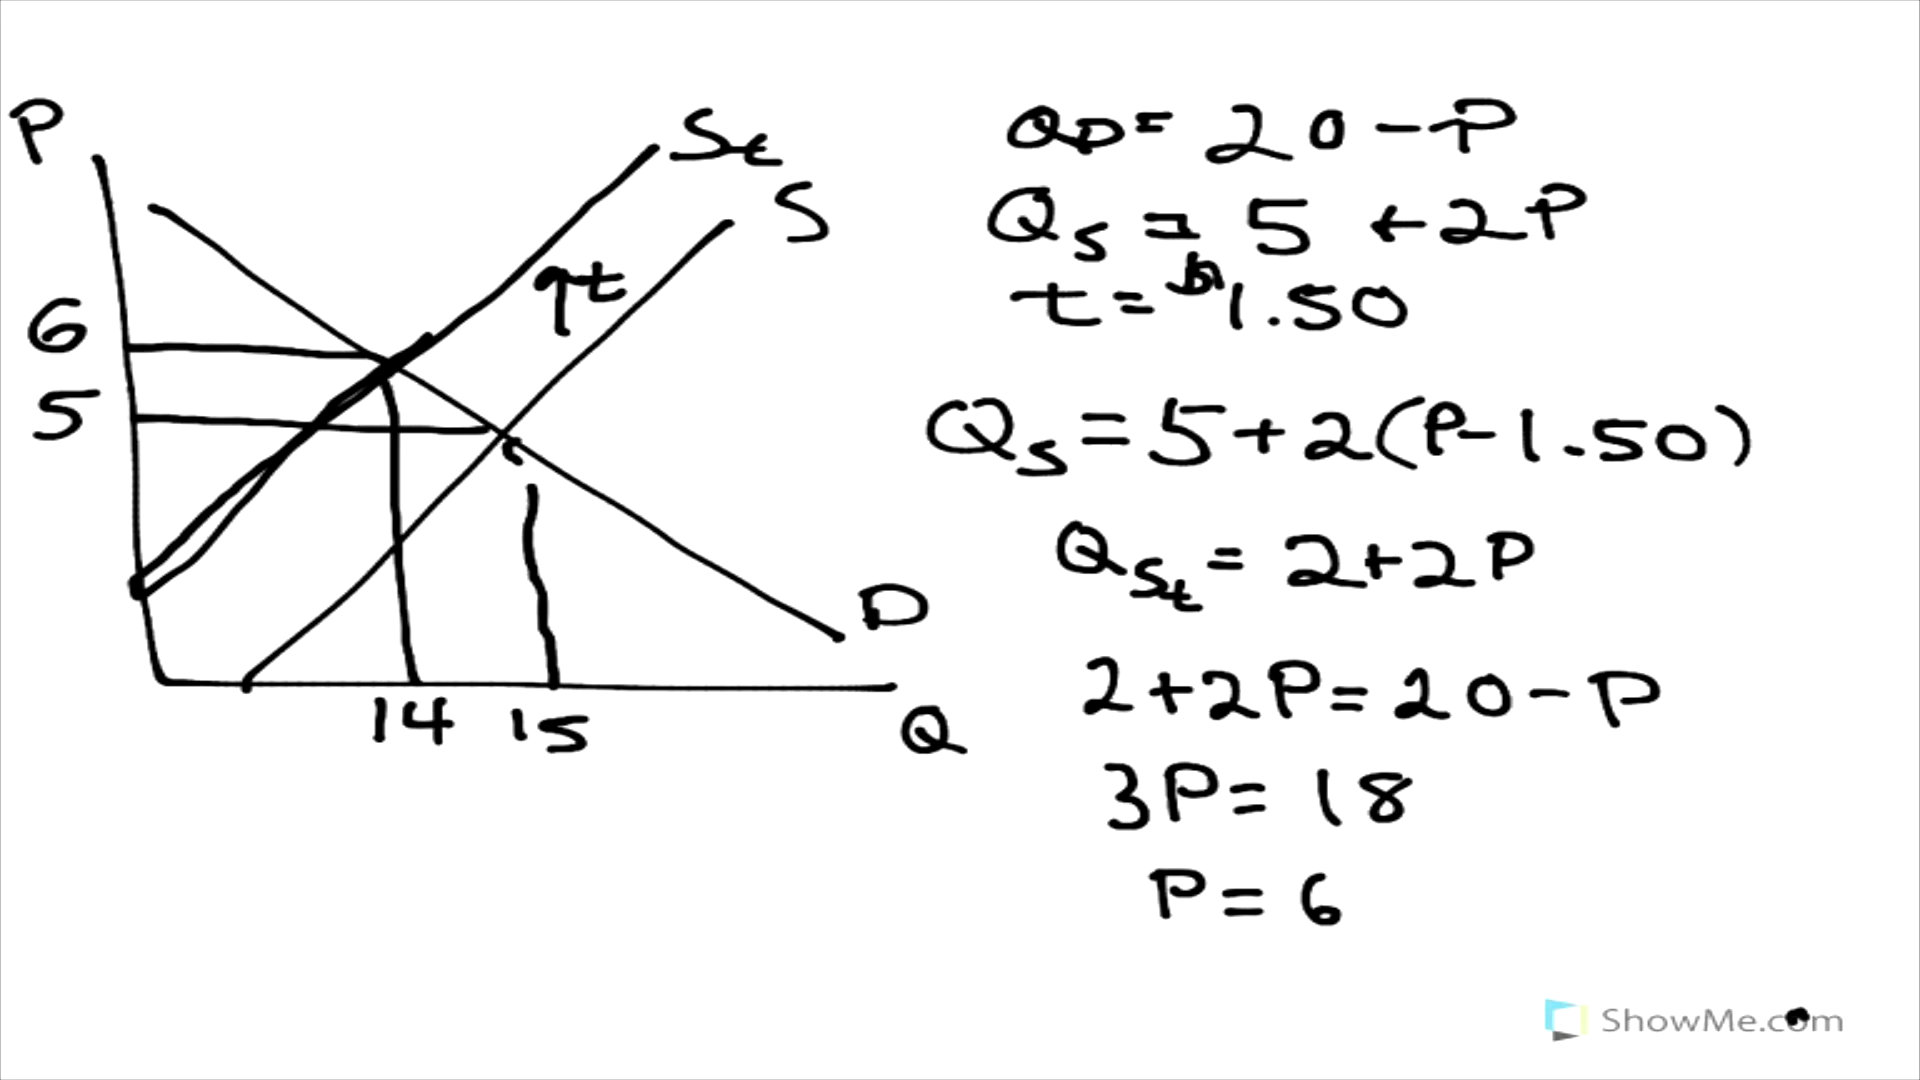 P
St
S
↑t
6
5
D
14 15
Q
QD = 20 - P
Qs = 5 + 2P
t = $1.50
Qs = 5 + 2(P - 1.50)
QSt = 2 + 2P
2 + 2P = 20 - P
3P = 18
P = 6
ShowMe.com